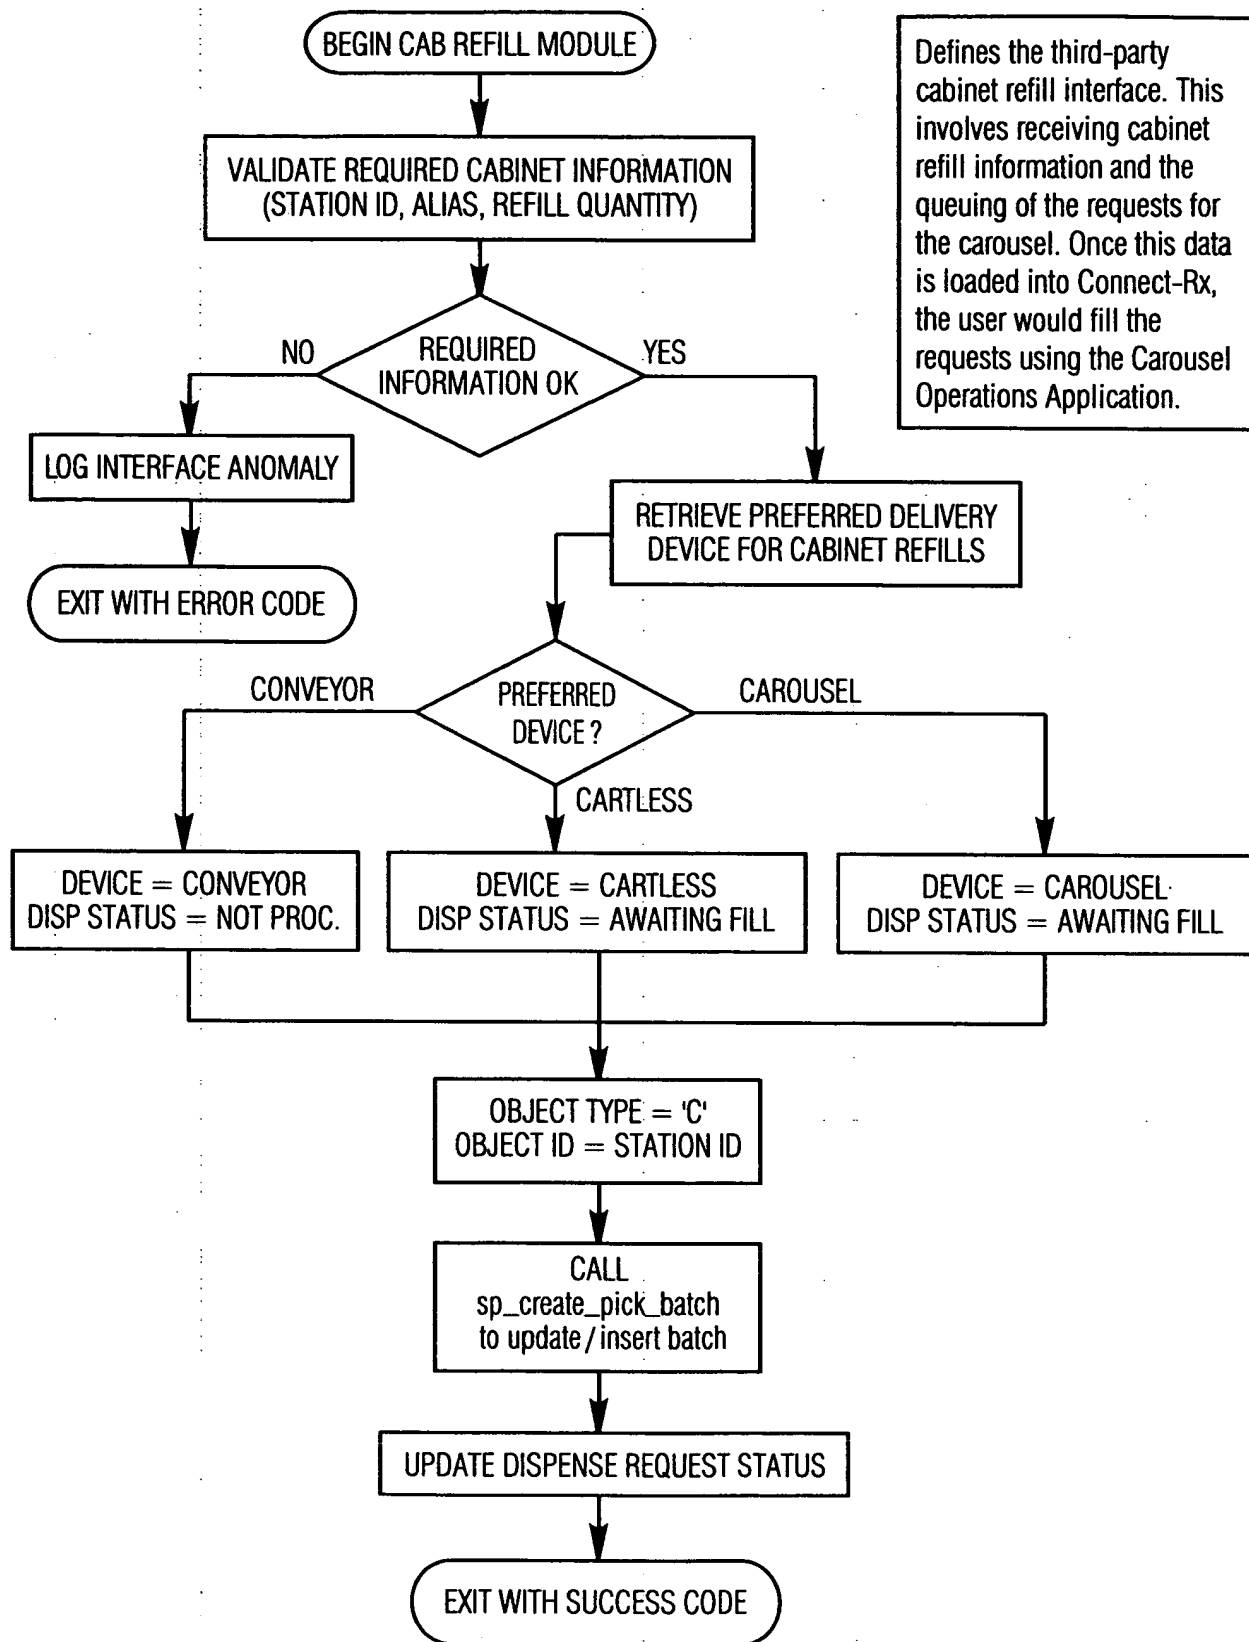 BEGIN CAB REFILL MODULE
Defines the third-party
cabinet refill interface. This
involves receiving cabinet
refill information and the
queuing of the requests for
the carousel. Once this data
is loaded into Connect-Rx,
the user would fill the
requests using the Carousel
Operations Application.
VALIDATE REQUIRED CABINET INFORMATION
(STATION ID, ALIAS, REFILL QUANTITY)
REQUIRED
INFORMATION OK
NO
YES
LOG INTERFACE ANOMALY
EXIT WITH ERROR CODE
RETRIEVE PREFERRED DELIVERY
DEVICE FOR CABINET REFILLS
PREFERRED
DEVICE?
CONVEYOR
CAROUSEL
CARTLESS
DEVICE = CONVEYOR
DISP STATUS = NOT PROC.
DEVICE = CARTLESS
DISP STATUS = AWAITING FILL
DEVICE = CAROUSEL
DISP STATUS = AWAITING FILL
OBJECT TYPE = 'C'
OBJECT ID = STATION ID
CALL
sp_create_pick_batch
to update/insert batch
UPDATE DISPENSE REQUEST STATUS
EXIT WITH SUCCESS CODE